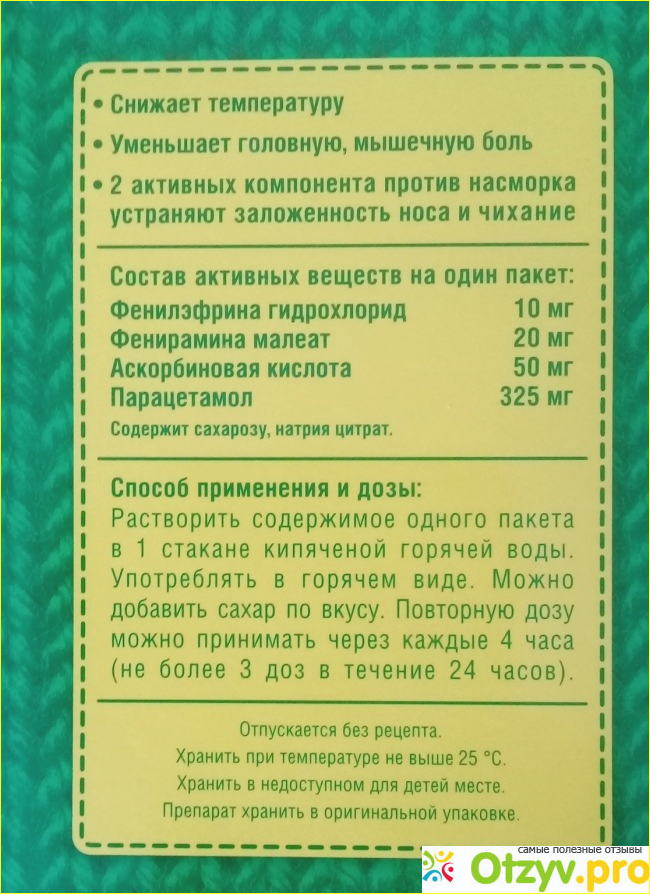 • Снижает температуру
• Уменьшает головную, мышечную боль
• 2 активных компонента против насморка
устраняют заложенность носа и чихание
Состав активных веществ на один пакет:
Фенилэфрина гидрохлорид 10 мг
Фенирамина малеат 20 мг
Аскорбиновая кислота 50 мг
Парацетамол 325 мг
Содержит сахарозу, натрия цитрат.
Способ применения и дозы:
Растворить содержимое одного пакета
в 1 стакане кипяченой горячей воды.
Употреблять в горячем виде. Можно
добавить сахар по вкусу. Повторную дозу
можно принимать через каждые 4 часа
(не более 3 доз в течение 24 часов).
Отпускается без рецепта.
Хранить при температуре не выше 25 °С.
Хранить в недоступном для детей месте.
Препарат хранить в оригинальной упаковке.
самые полезные отзывы
Otzyv.pro